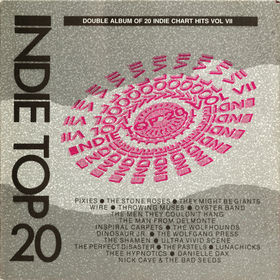 DOUBLE ALBUM OF 20 INDIE CHART HITS VOL VII
INDIE TOP 20
PIXIES • THE STONE ROSES • THEY MIGHT BE GIANTS
WIRE • THROWING MUSES • OYSTER BAND
THE MEN THEY COULDN'T HANG
THE MAN FROM DELMONTE
INSPIRAL CARPETS • THE WOLFHOUNDS
DINOSAUR JR. • THE WOLFGANG PRESS
THE SHAMEN • ULTRA VIVID SCENE
THE PERFECT DISASTER • THE PASTELS • LUNACHICKS
THEE HYPNOTICS • DANIELLE DAX
NICK CAVE & THE BAD SEEDS